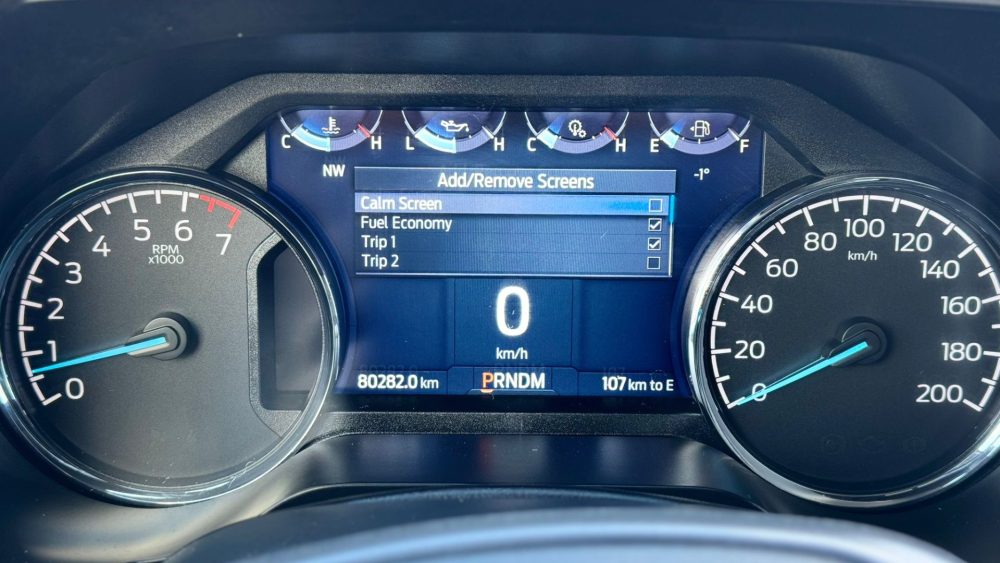 C H L H C H E F
NW
-1°
Add/Remove Screens
Calm Screen
Fuel Economy
Trip 1
Trip 2
0
km/h
80282.0 km
PRNDM
107 km to E
0 1 2 3 4 5 6 7
RPM
x1000
0 20 40 60 80 100 120 140 160 180 200
km/h